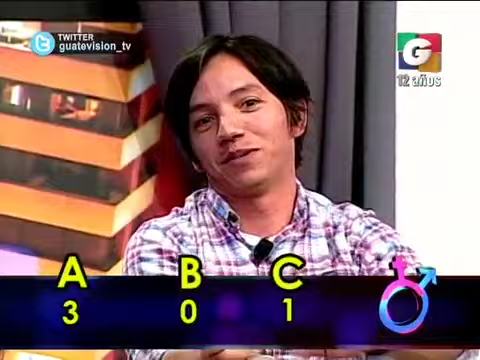 TWITTER
guatevision_tv
G
12 años
A B C
3 0 1